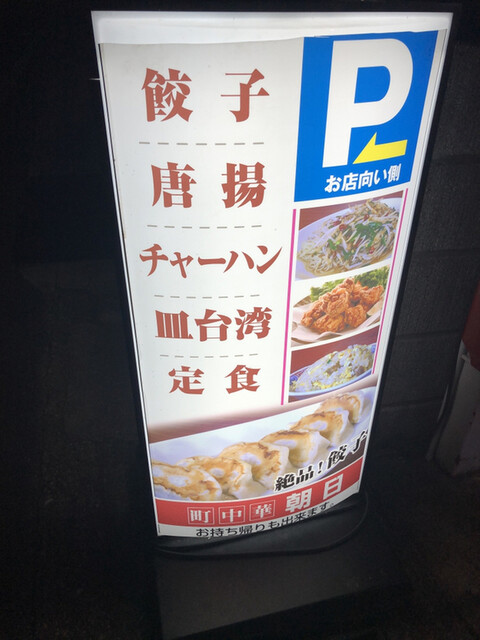 餃子
唐揚
チャーハン
皿台湾
定食
P
お店向い側
絶品!餃子
町中華 朝日
お持ち帰りも出来ます